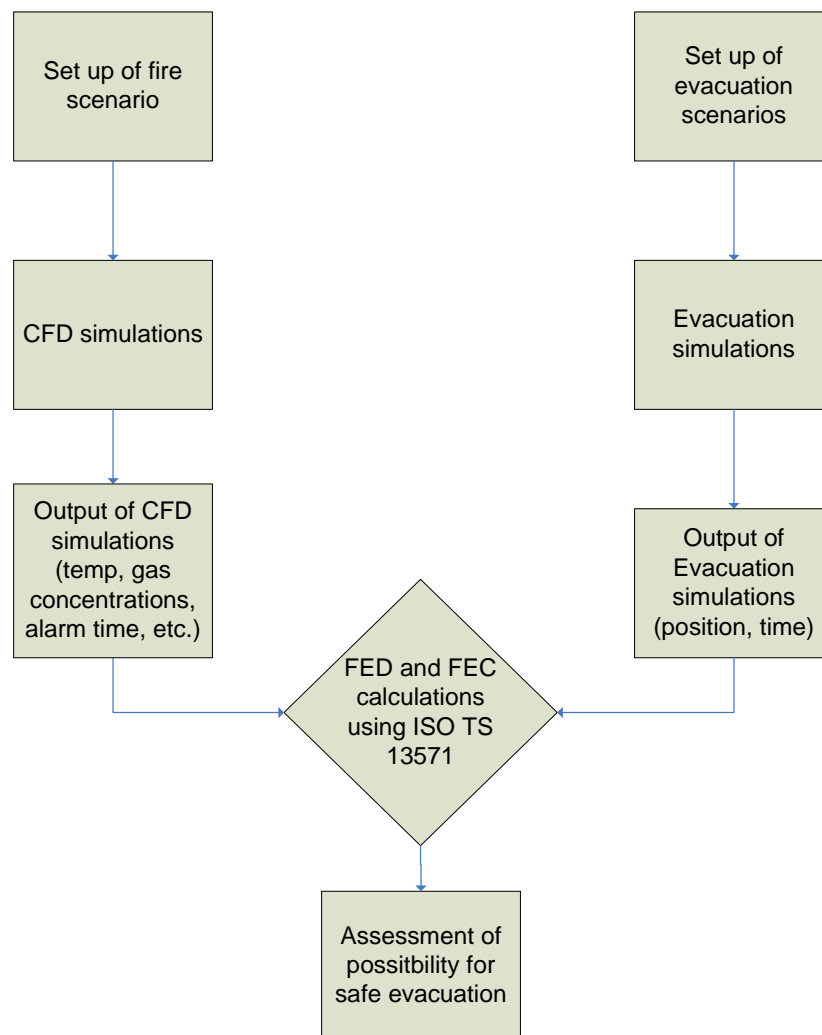 Set up of fire
scenario
Set up of
evacuation
scenarios
CFD simulations
Evacuation
simulations
Output of CFD
simulations
(temp, gas
concentrations,
alarm time, etc.)
Output of
Evacuation
simulations
(position, time)
FED and FEC
calculations
using ISO TS
13571
Assessment of
possitbility for
safe evacuation